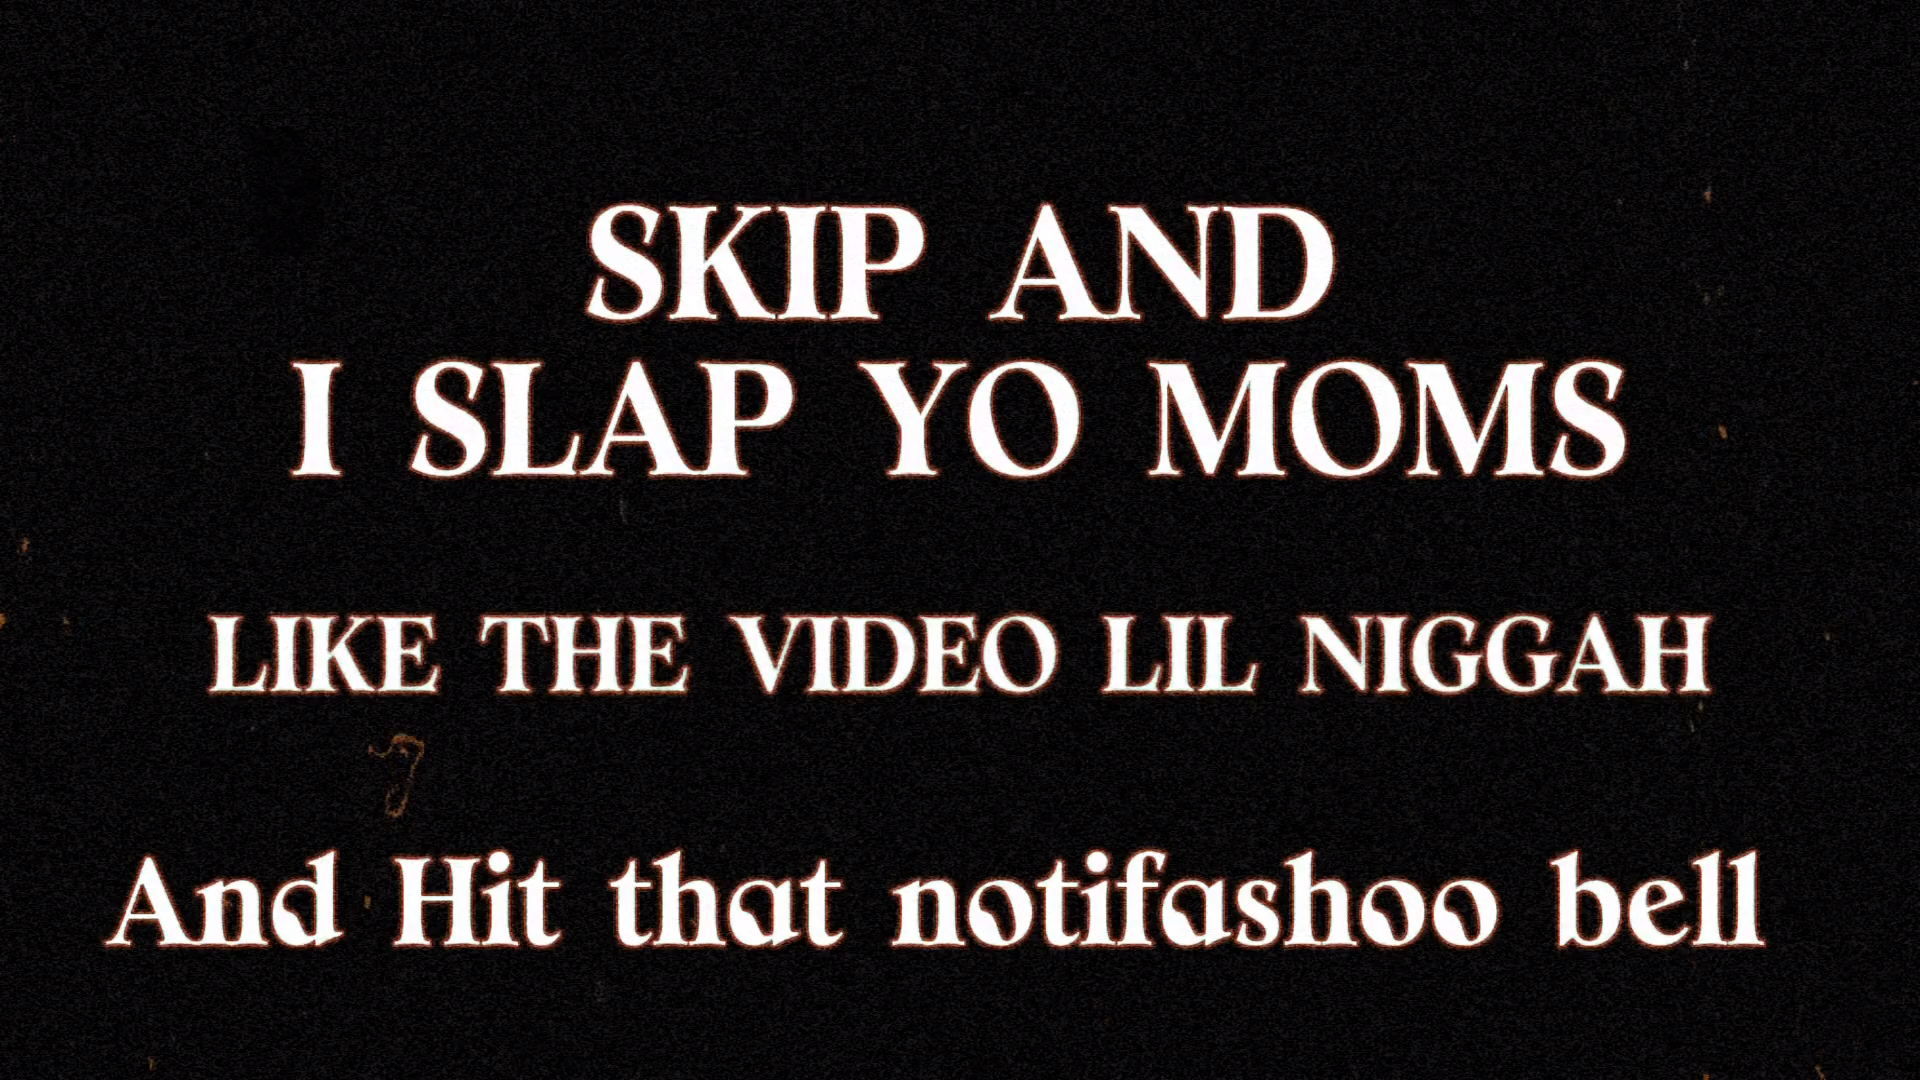 SKIP AND
I SLAP YO MOMS
LIKE THE VIDEO LIL NIGGAH
And Hit that notifashoo bell